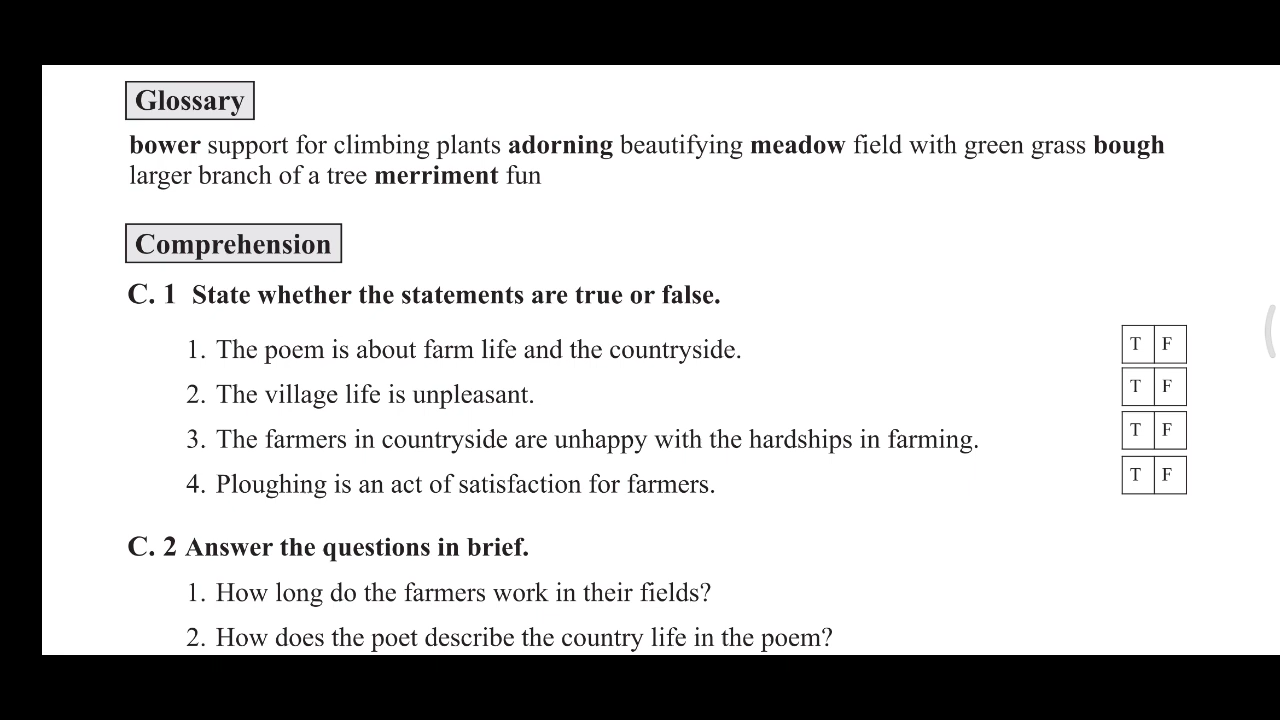 Glossary
bower support for climbing plants adorning beautifying meadow field with green grass bough
larger branch of a tree merriment fun
Comprehension
C. 1 State whether the statements are true or false.
1. The poem is about farm life and the countryside. T F
2. The village life is unpleasant. T F
3. The farmers in countryside are unhappy with the hardships in farming. T F
4. Ploughing is an act of satisfaction for farmers. T F
C. 2 Answer the questions in brief.
1. How long do the farmers work in their fields?
2. How does the poet describe the country life in the poem?